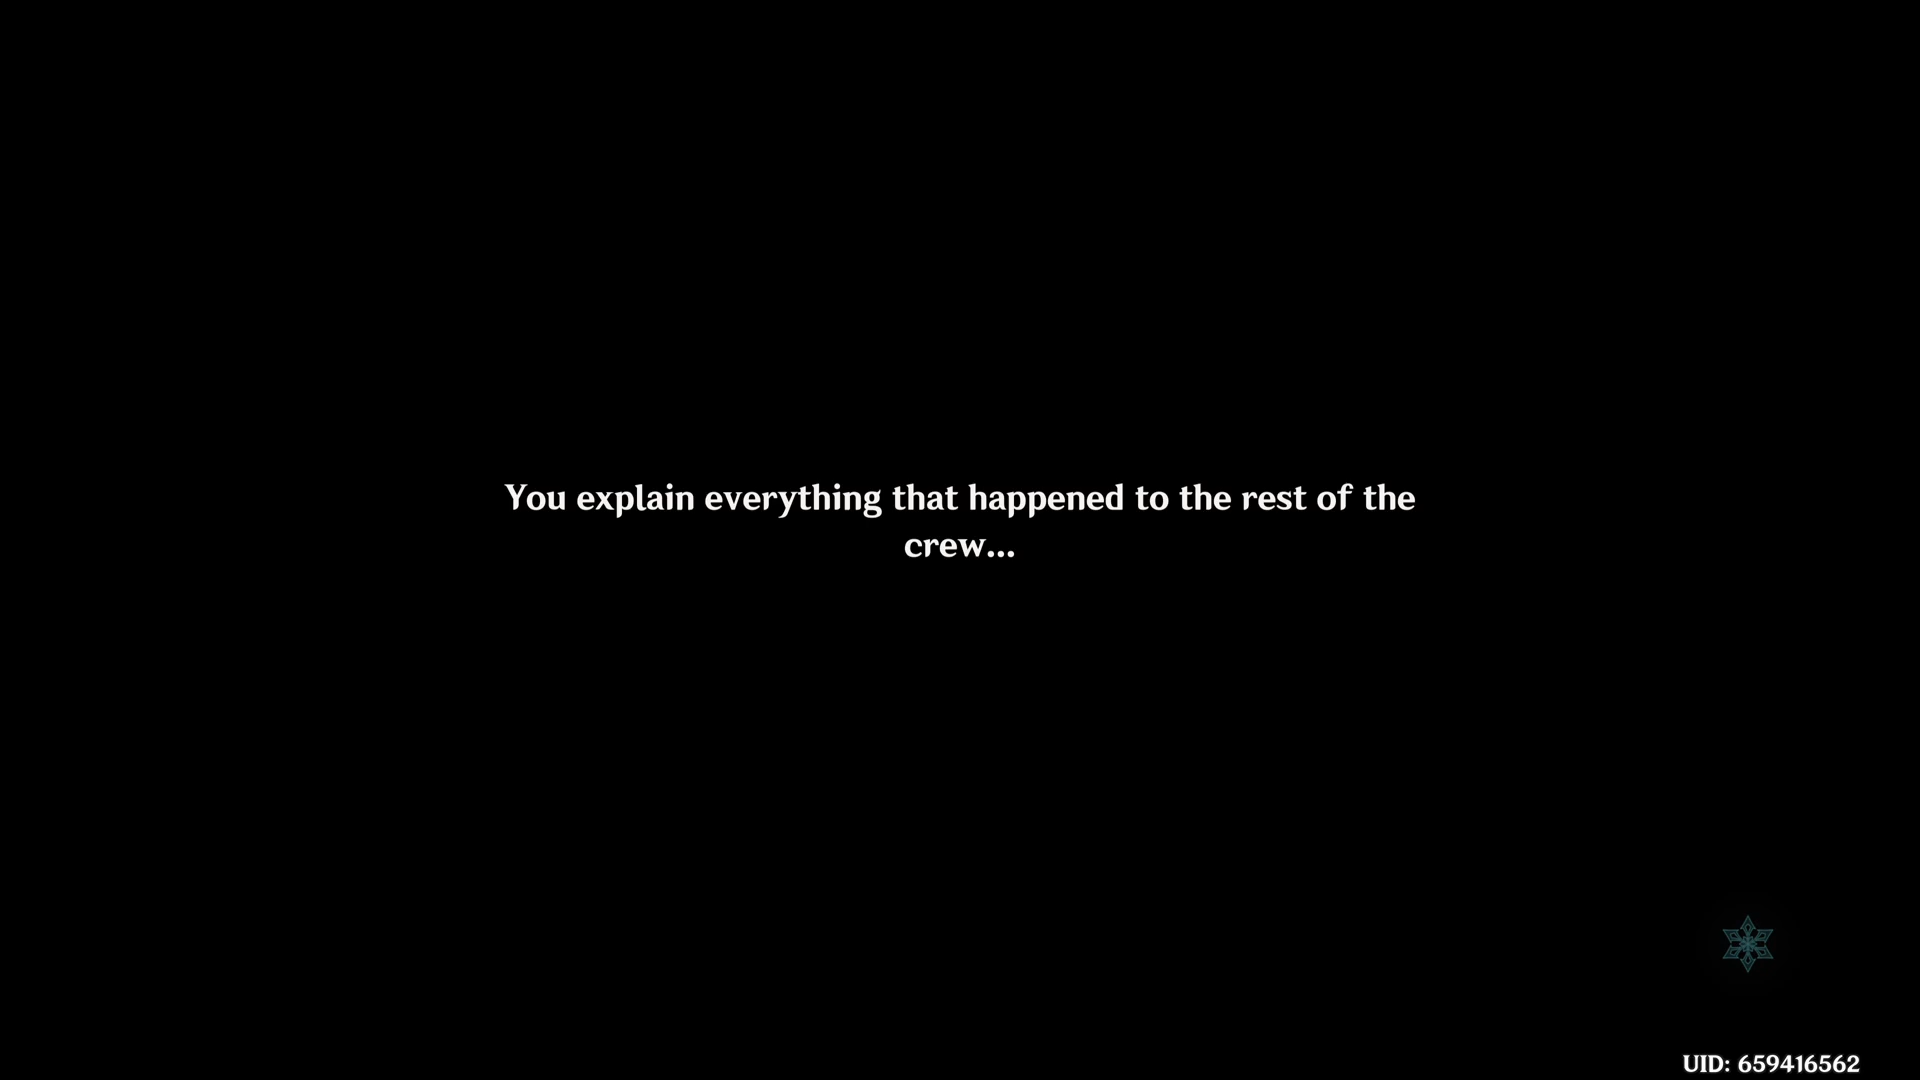 You explain everything that happened to the rest of the
crew...
UID: 659416562